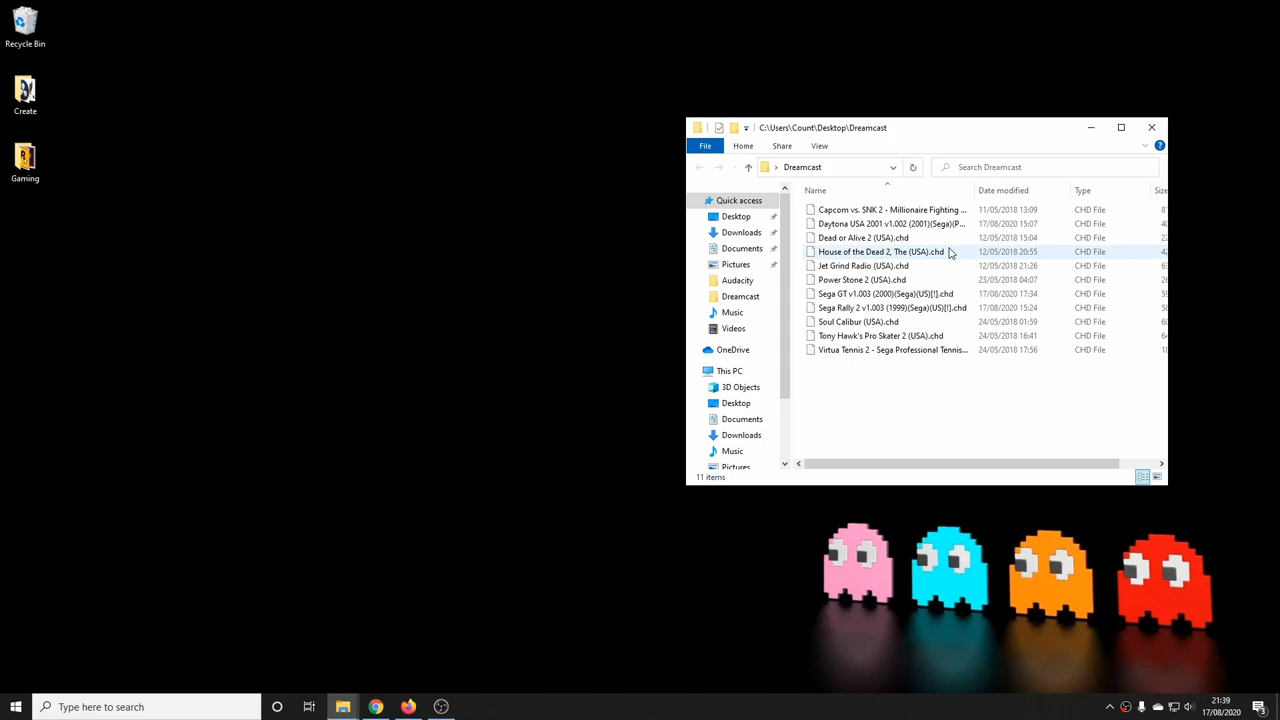 Recycle Bin
Create
Gaming
C:\Users\Count\Desktop\Dreamcast
File Home Share View
Dreamcast
Search Dreamcast
Name Date modified Type Size
Quick access
Desktop
Downloads
Documents
Pictures
Audacity
Dreamcast
Music
Videos
OneDrive
This PC
3D Objects
Desktop
Documents
Downloads
Music
Pictures
Capcom vs. SNK 2 - Millionaire Fighting ... 11/05/2018 13:09 CHD File
Daytona USA 2001 v1.002 (2001)(Sega)(P... 17/08/2020 15:07 CHD File
Dead or Alive 2 (USA).chd 12/05/2018 15:04 CHD File
House of the Dead 2, The (USA).chd 12/05/2018 20:55 CHD File
Jet Grind Radio (USA).chd 12/05/2018 21:26 CHD File
Power Stone 2 (USA).chd 23/05/2018 04:07 CHD File
Sega GT v1.003 (2000)(Sega)(US)[!].chd 17/08/2020 17:34 CHD File
Sega Rally 2 v1.003 (1999)(Sega)(US)[!].chd 17/08/2020 15:24 CHD File
Soul Calibur (USA).chd 24/05/2018 01:59 CHD File
Tony Hawk's Pro Skater 2 (USA).chd 24/05/2018 16:41 CHD File
Virtua Tennis 2 - Sega Professional Tennis... 24/05/2018 17:56 CHD File
11 items
Type here to search
21:39
17/08/2020